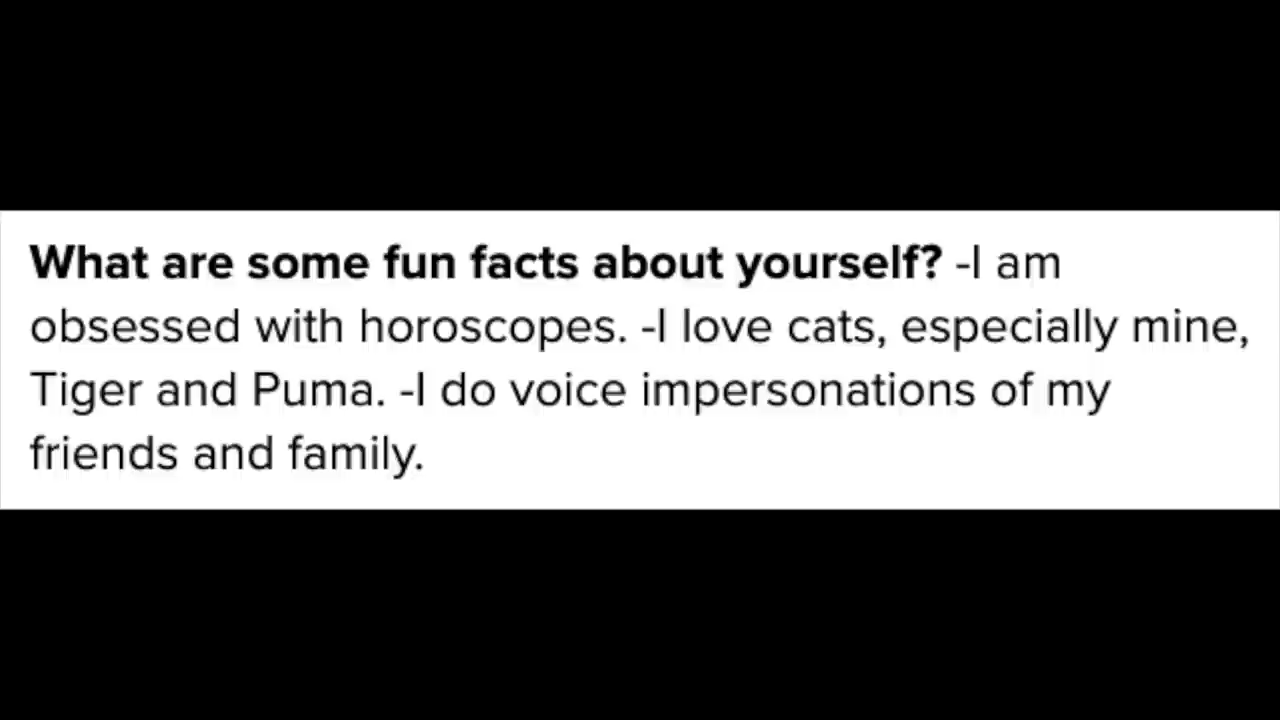 What are some fun facts about yourself? -I am
obsessed with horoscopes. -I love cats, especially mine,
Tiger and Puma. -I do voice impersonations of my
friends and family.